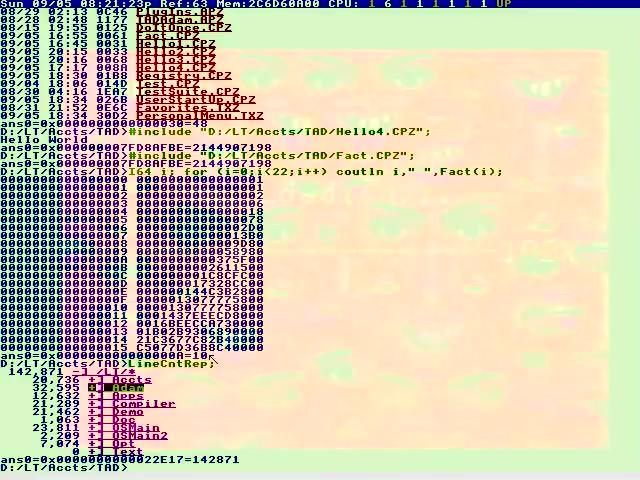 Sun 09/05 08:21:23p Ref:63 Mem:2C6D60A00 CPU: 1 6 1 1 1 1 1 1 UP
08/29 02:13 0C46 PlugIns.APZ
08/28 02:48 1177 TADAdam.APZ
08/15 19:55 0125 DoItOnce.CPZ
09/05 16:55 0061 Fact.CPZ
09/05 16:45 0031 Hello1.CPZ
09/05 20:15 0033 Hello2.CPZ
09/05 20:16 0068 Hello3.CPZ
09/05 17:17 008A Hello4.CPZ
09/05 18:30 01B8 Registry.CPZ
09/04 18:06 014D Test.CPZ
08/30 04:16 1EA7 TestSuite.CPZ
09/05 18:34 026B UserStartUp.CPZ
08/31 21:52 0E6C Favorites.TXZ
09/05 18:34 30D2 PersonalMenu.TXZ
ans0=0x0000000000000030=48
D:/LT/Accts/TAD>#include "D:/LT/Accts/TAD/Hello4.CPZ";
Hello World
ans0=0x000000007FD8AFBE=2144907198
D:/LT/Accts/TAD>#include "D:/LT/Accts/TAD/Fact.CPZ";
ans0=0x000000007FD8AFBE=2144907198
D:/LT/Accts/TAD>I64 i; for (i=0;i<22;i++) coutln i," ",Fact(i);
0000000000000000 0000000000000001
0000000000000001 0000000000000001
0000000000000002 0000000000000002
0000000000000003 0000000000000006
0000000000000004 0000000000000018
0000000000000005 0000000000000078
0000000000000006 00000000000002D0
0000000000000007 00000000000013B0
0000000000000008 0000000000009D80
0000000000000009 0000000000058980
000000000000000A 0000000000375F00
000000000000000B 0000000002611500
000000000000000C 000000001C8CFC00
000000000000000D 000000017328CC00
000000000000000E 000000144C3B2800
000000000000000F 0000013077775800
0000000000000010 0000130777758000
0000000000000011 0001437EEECD8000
0000000000000012 0016BEECCA730000
0000000000000013 01B02B9306890000
0000000000000014 21C3677C82B40000
0000000000000015 C5077D36B8C40000
ans0=0x000000000000000A=10
D:/LT/Accts/TAD>LineCntRep;
142,871 -] /LT/*
20,736 +] Accts
32,595 +] Adam
12,632 +] Apps
21,289 +] Compiler
21,462 +] Demo
1,063 +] Doc
23,811 +] OSMain
2,209 +] OSMain2
7,074 +] Opt
0 +] Text
ans0=0x0000000000022E17=142871
D:/LT/Accts/TAD>